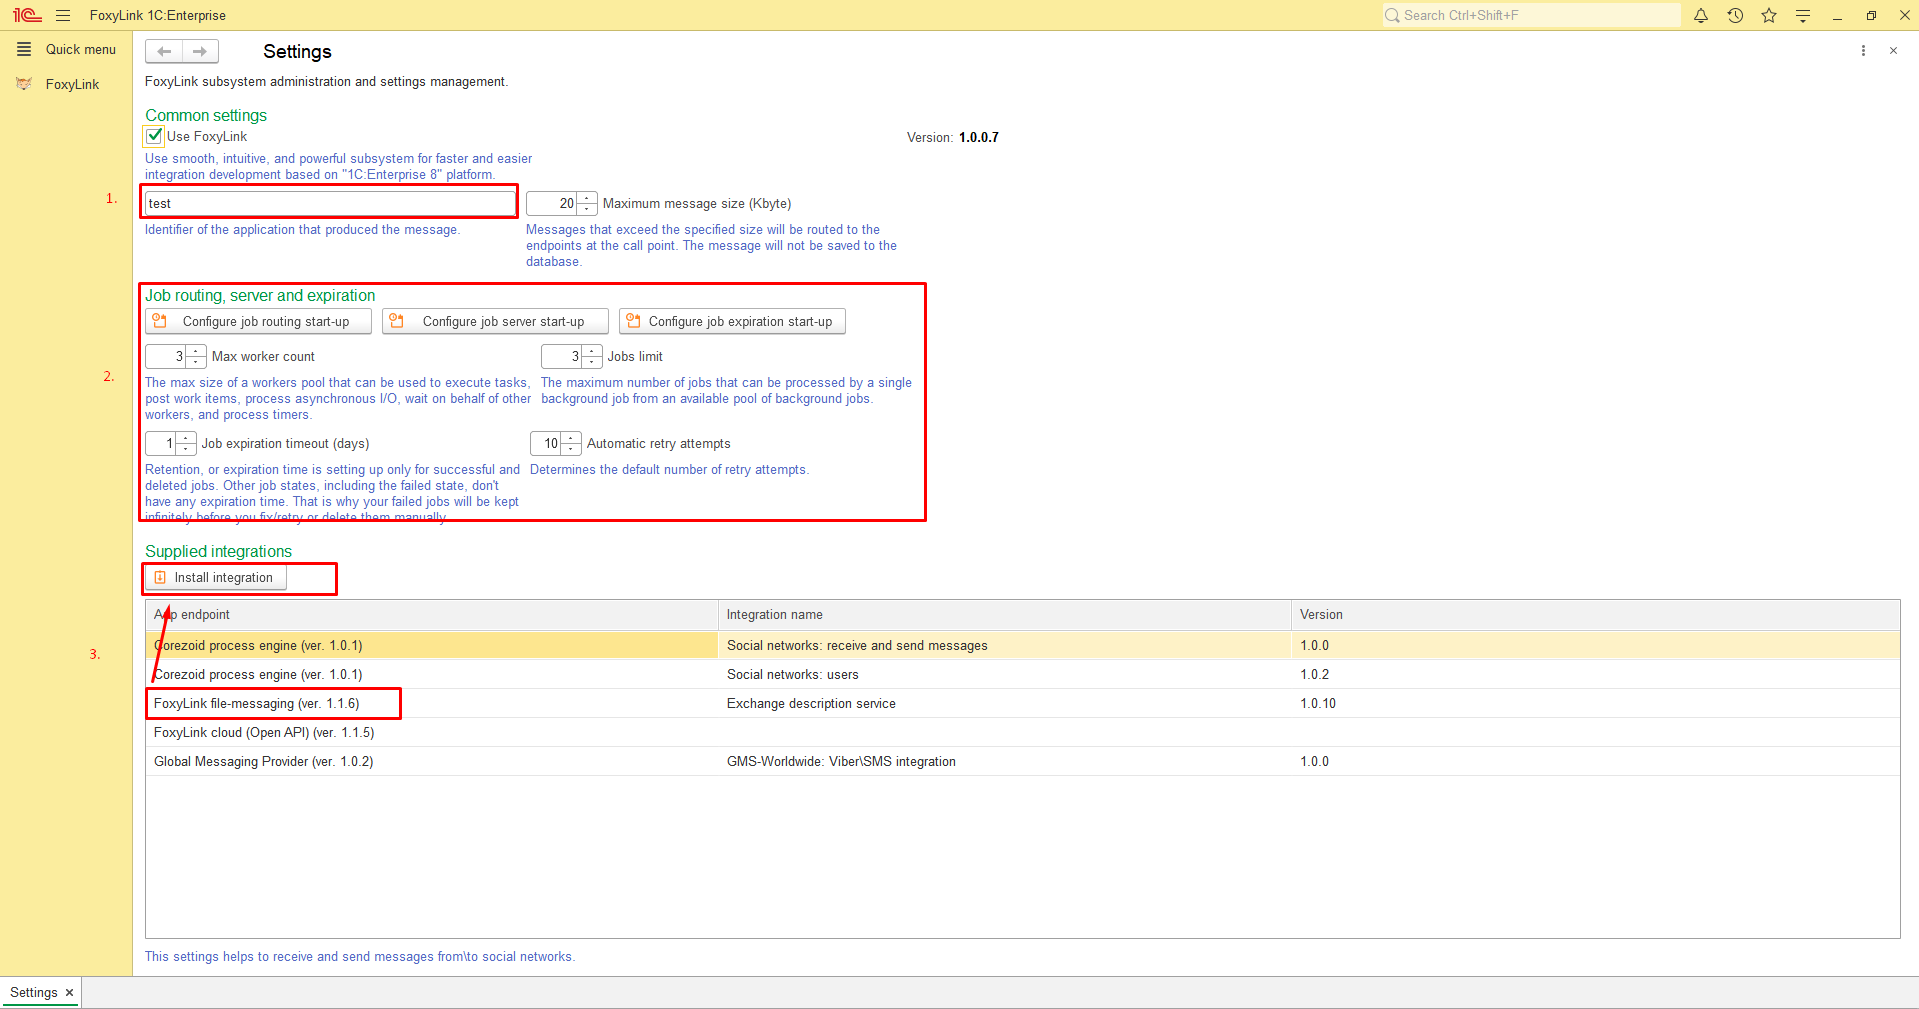 1C FoxyLink 1C:Enterprise
Search Ctrl+Shift+F
Quick menu
FoxyLink
Settings
FoxyLink subsystem administration and settings management.
Common settings
Use FoxyLink
Version: 1.0.0.7
Use smooth, intuitive, and powerful subsystem for faster and easier
integration development based on "1C:Enterprise 8" platform.
1.
test
20 Maximum message size (Kbyte)
Identifier of the application that produced the message.
Messages that exceed the specified size will be routed to the
endpoints at the call point. The message will not be saved to the
database.
2.
Job routing, server and expiration
Configure job routing start-up
Configure job server start-up
Configure job expiration start-up
3 Max worker count
3 Jobs limit
The max size of a workers pool that can be used to execute tasks,
post work items, process asynchronous I/O, wait on behalf of other
workers, and process timers.
The maximum number of jobs that can be processed by a single
background job from an available pool of background jobs.
1 Job expiration timeout (days)
10 Automatic retry attempts
Retention, or expiration time is setting up only for successful and
deleted jobs. Other job states, including the failed state, don't
have any expiration time. That is why your failed jobs will be kept
infinitely before you fix/retry or delete them manually.
Determines the default number of retry attempts.
Supplied integrations
Install integration
3.
App endpoint Integration name Version
Corezoid process engine (ver. 1.0.1) Social networks: receive and send messages 1.0.0
Corezoid process engine (ver. 1.0.1) Social networks: users 1.0.2
FoxyLink file-messaging (ver. 1.1.6) Exchange description service 1.0.10
FoxyLink cloud (Open API) (ver. 1.1.5)
Global Messaging Provider (ver. 1.0.2) GMS-Worldwide: Viber\SMS integration 1.0.0
This settings helps to receive and send messages from\to social networks.
Settings